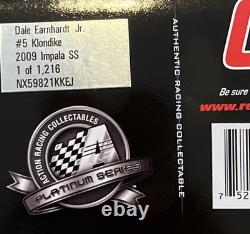 Dale Earnhardt Jr.
#5 Klondike
2009 Impala SS
1 of 1,216
NX59821KKEJ
ACTION RACING COLLECTABLES
PLATINUM SERIES
AUTHENTIC RACING COLLECTABLE
Be sure
www.re
7 52